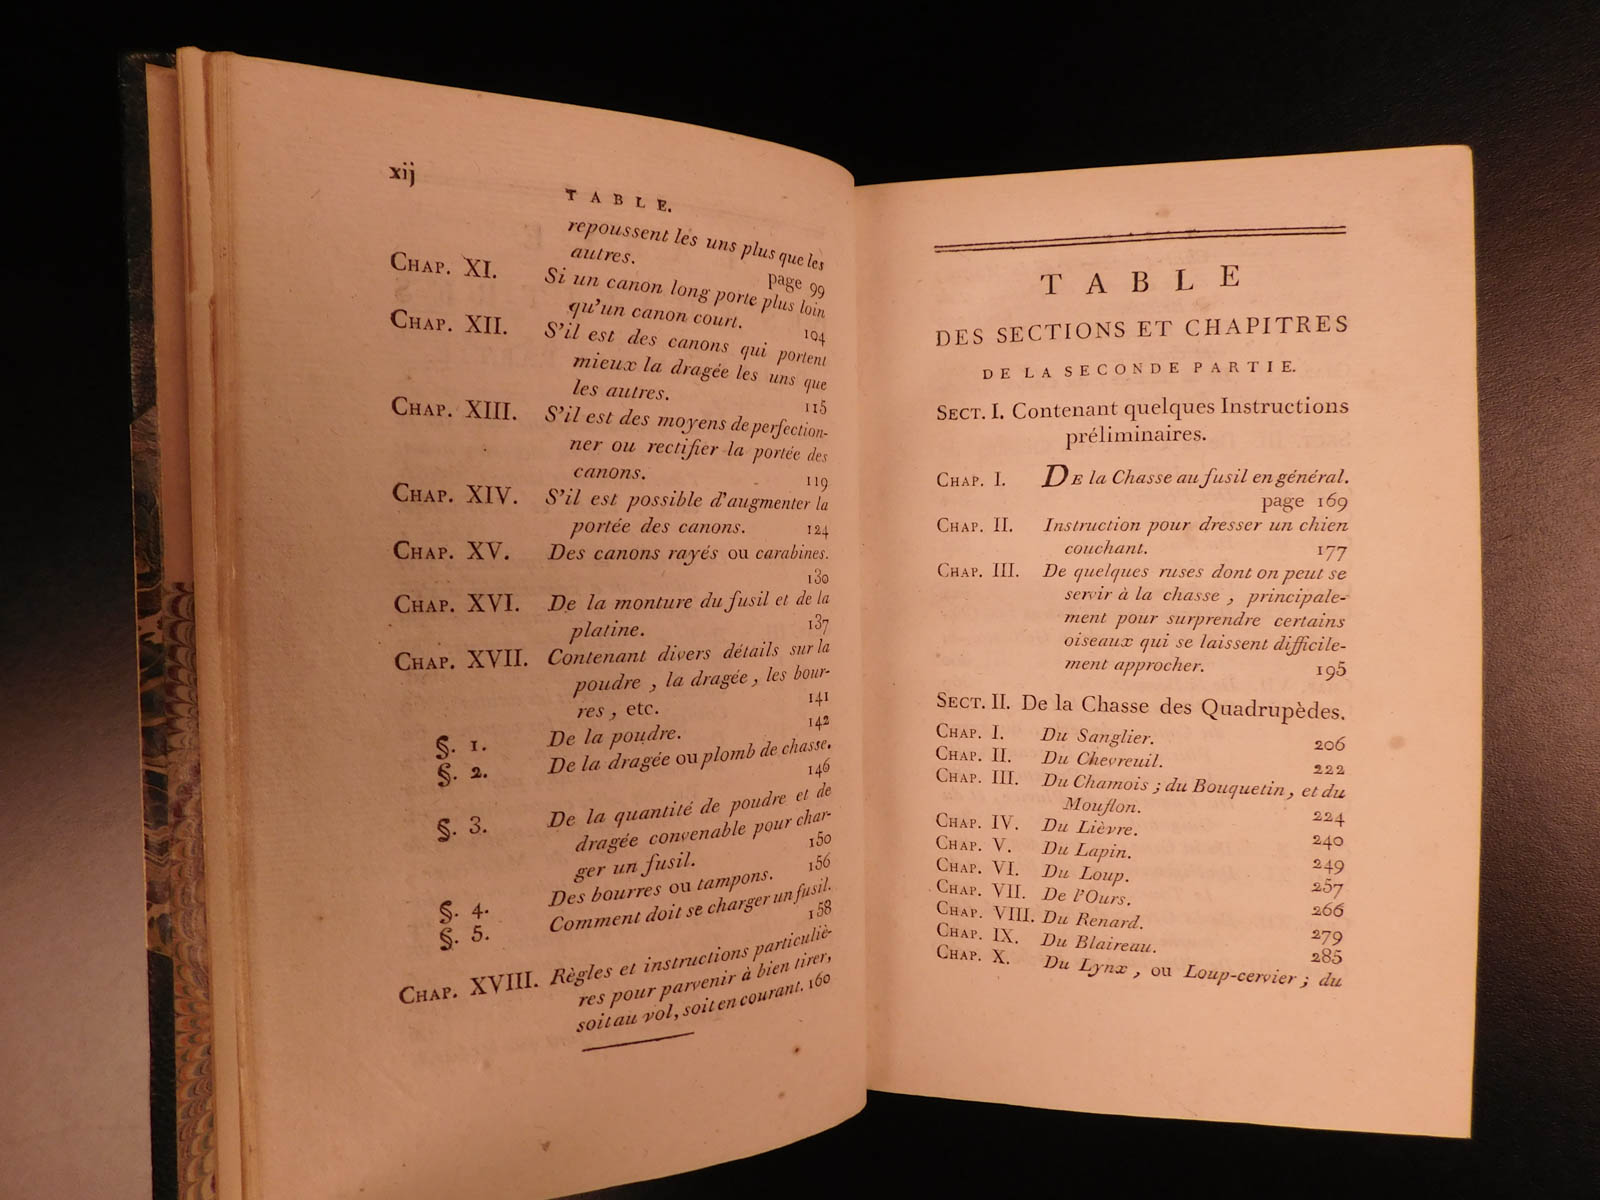 xij
TABLE.
repoussent les uns plus que les
autres. page 99
CHAP. XI. Si un canon long porte plus loin
qu'un canon court. 104
CHAP. XII. S'il est des canons qui portent
mieux la dragée les uns que
les autres. 115
CHAP. XIII. S'il est des moyens de perfection-
ner ou rectifier la portée des
canons. 119
CHAP. XIV. S'il est possible d'augmenter la
portée des canons. 124
CHAP. XV. Des canons rayés ou carabines.
130
CHAP. XVI. De la monture du fusil et de la
platine. 137
CHAP. XVII. Contenant divers détails sur la
poudre, la dragée, les bour-
res, etc. 141
§. 1. De la poudre. 142
§. 2. De la dragée ou plomb de chasse.
146
§. 3. De la quantité de poudre et de
dragée convenable pour char-
ger un fusil. 150
§. 4. Des bourres ou tampons. 156
§. 5. Comment doit se charger un fusil.
158
CHAP. XVIII. Règles et instructions particuliè-
res pour parvenir à bien tirer,
soit au vol, soit en courant. 160
TABLE
DES SECTIONS ET CHAPITRES
DE LA SECONDE PARTIE.
SECT. I. Contenant quelques Instructions
préliminaires.
CHAP. I. DE la Chasse au fusil en général.
page 169
CHAP. II. Instruction pour dresser un chien
couchant. 177
CHAP. III. De quelques ruses dont on peut se
servir à la chasse, principale-
ment pour surprendre certains
oiseaux qui se laissent difficile-
ment approcher. 195
SECT. II. De la Chasse des Quadrupèdes.
CHAP. I. Du Sanglier. 206
CHAP. II. Du Chevreuil. 222
CHAP. III. Du Chamois; du Bouquetin, et du
Mouflon. 224
CHAP. IV. Du Lièvre. 240
CHAP. V. Du Lapin. 249
CHAP. VI. Du Loup. 257
CHAP. VII. De l'Ours. 266
CHAP. VIII. Du Renard. 279
CHAP. IX. Du Blaireau. 285
CHAP. X. Du Lynx, ou Loup-cervier; du